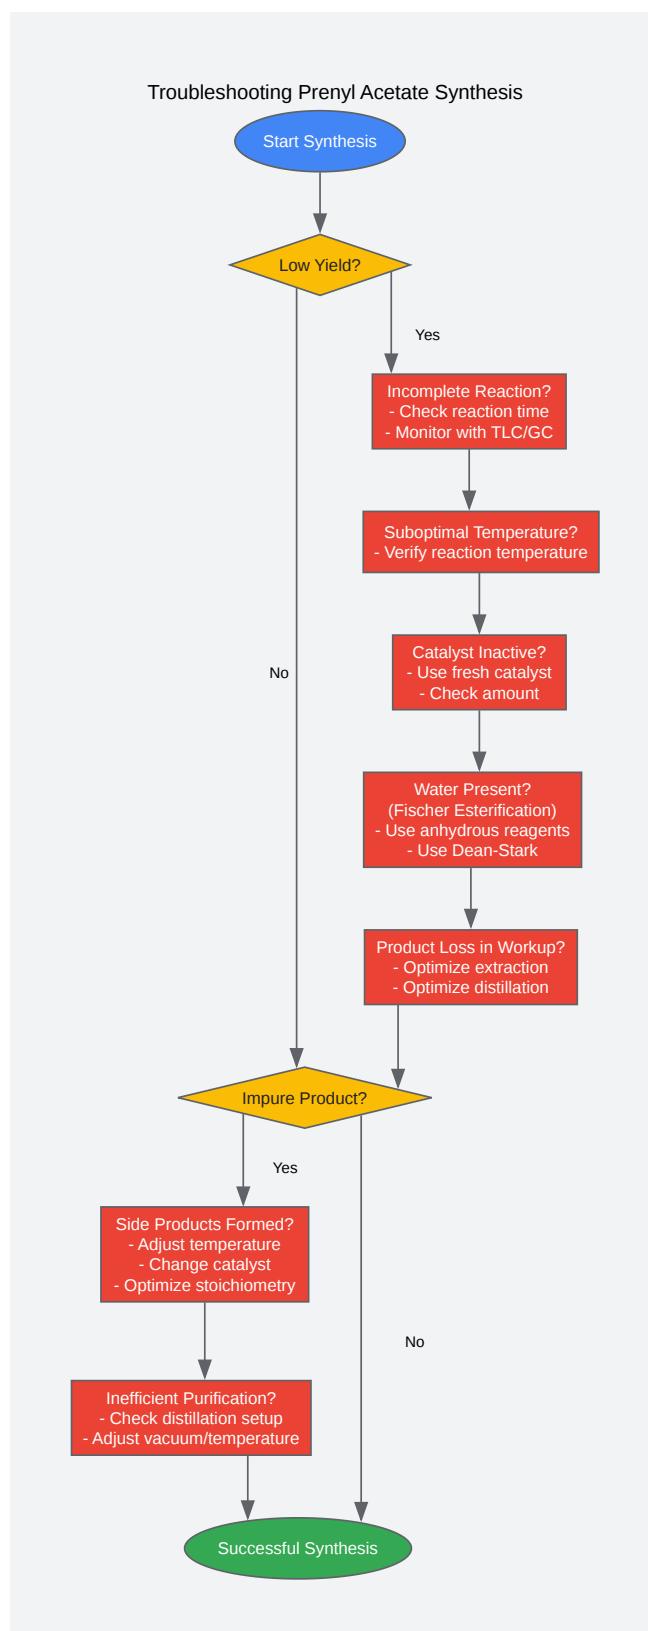 Troubleshooting Prenyl Acetate Synthesis
Start Synthesis
Low Yield?
Yes
Incomplete Reaction?
- Check reaction time
- Monitor with TLC/GC
Suboptimal Temperature?
- Verify reaction temperature
Catalyst Inactive?
- Use fresh catalyst
- Check amount
No
Water Present?
(Fischer Esterification)
- Use anhydrous reagents
- Use Dean-Stark
Product Loss in Workup?
- Optimize extraction
- Optimize distillation
Impure Product?
Yes
Side Products Formed?
- Adjust temperature
- Change catalyst
- Optimize stoichiometry
No
Inefficient Purification?
- Check distillation setup
- Adjust vacuum/temperature
Successful Synthesis